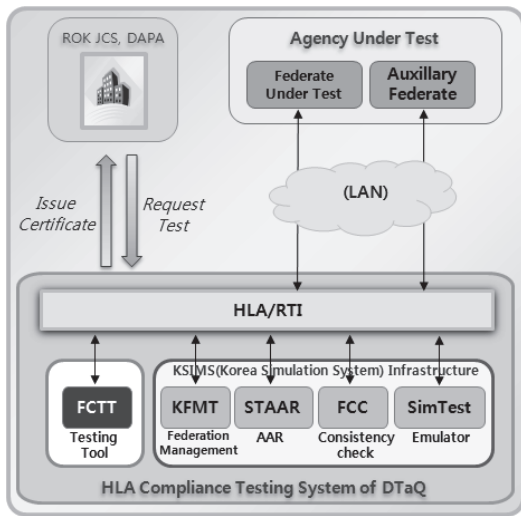 ROK JCS, DAPA
Agency Under Test
Federate
Under Test
Auxillary
Federate
Issue
Certificate
Request
Test
(LAN)
HLA/RTI
KSIMS(Korea Simulation System) Infrastructure
FCTT
Testing
Tool
KFMT
Federation
Management
STAAR
AAR
FCC
Consistency
check
SimTest
Emulator
HLA Compliance Testing System of DTaQ